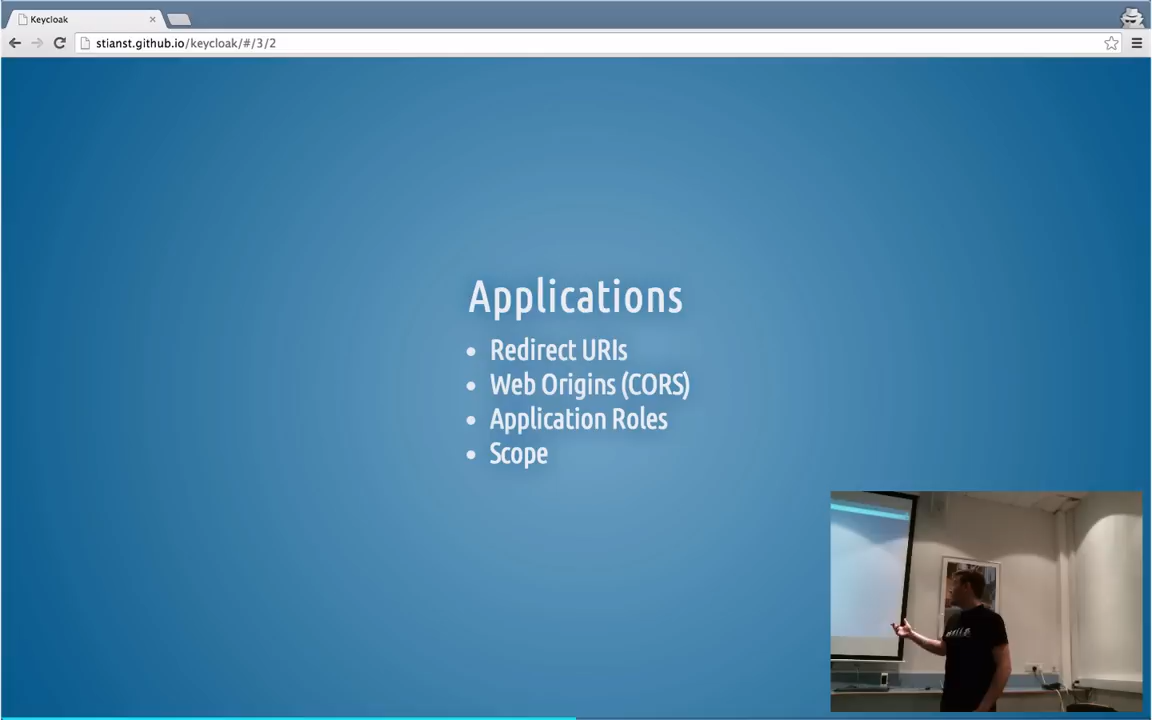 Keycloak
stianst.github.io/keycloak/#/3/2
Applications
Redirect URIs
Web Origins (CORS)
Application Roles
Scope